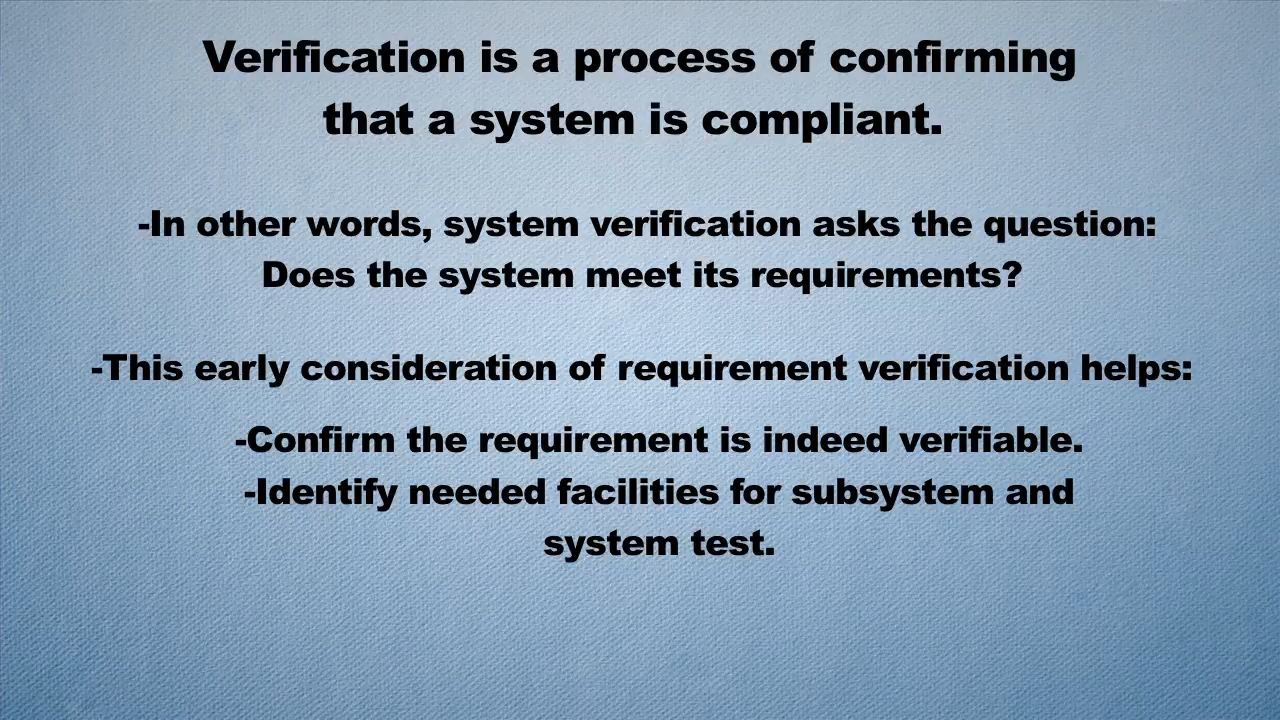 Verification is a process of confirming
that a system is compliant.
-In other words, system verification asks the question:
Does the system meet its requirements?
-This early consideration of requirement verification helps:
-Confirm the requirement is indeed verifiable.
-Identify needed facilities for subsystem and
system test.